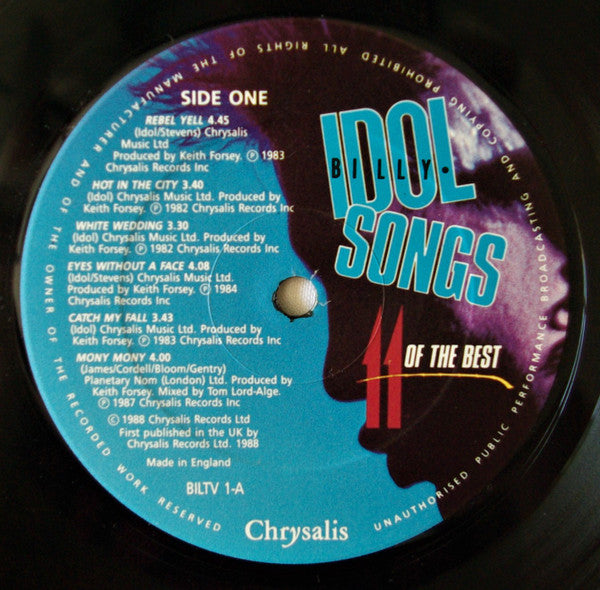 SIDE ONE
REBEL YELL 4.45
(Idol/Stevens) Chrysalis
Music Ltd
Produced by Keith Forsey. ℗ 1983
Chrysalis Records Inc
HOT IN THE CITY 3.40
(Idol) Chrysalis Music Ltd. Produced by
Keith Forsey. ℗ 1982 Chrysalis Records Inc
WHITE WEDDING 3.30
(Idol) Chrysalis Music Ltd. Produced by
Keith Forsey. ℗ 1982 Chrysalis Records Inc
EYES WITHOUT A FACE 4.08
(Idol/Stevens) Chrysalis Music Ltd.
Produced by Keith Forsey. ℗ 1984
Chrysalis Records Inc
CATCH MY FALL 3.43
(Idol) Chrysalis Music Ltd. Produced by
Keith Forsey. ℗ 1983 Chrysalis Records Inc
MONY MONY 4.00
(James/Cordell/Bloom/Gentry)
Planetary Nom (London) Ltd. Produced by
Keith Forsey. Mixed by Tom Lord-Alge.
℗ 1987 Chrysalis Records Inc
© 1988 Chrysalis Records Ltd
First published in the UK by
Chrysalis Records Ltd. 1988
Made in England
BILTV 1-A
Chrysalis
IDOL
BILLY
SONGS
11
OF THE BEST
ALL RIGHTS OF THE MANUFACTURER AND OF THE OWNER OF THE RECORDED WORK RESERVED
UNAUTHORISED PUBLIC PERFORMANCE BROADCASTING AND COPYING PROHIBITED